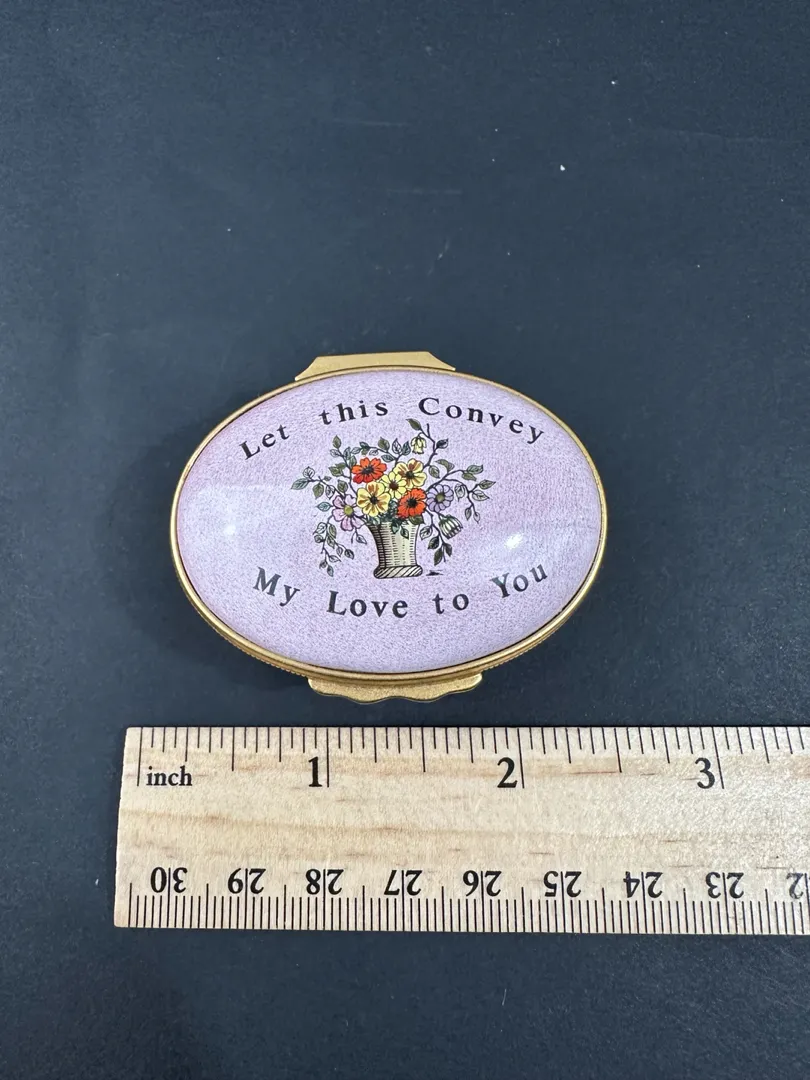 Let this Convey
My Love to You
inch 1 2 3
30 29 28 27 26 25 24 23 22